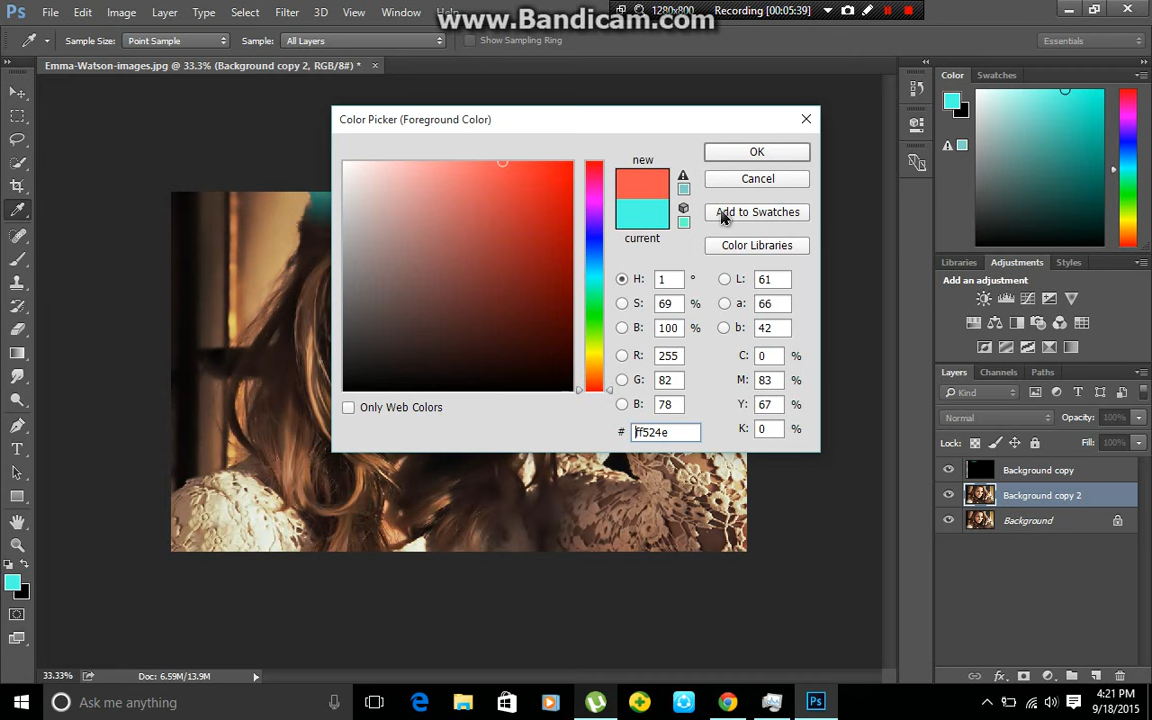 www.Bandicam.com
1280x800 Recording [00:05:39]
Ps File Edit Image Layer Type Select Filter 3D View Window Help
Sample Size: Point Sample Sample: All Layers Show Sampling Ring Essentials
Emma-Watson-images.jpg @ 33.3% (Background copy 2, RGB/8#) * ×
Color Picker (Foreground Color)
new
current
OK
Cancel
Add to Swatches
Color Libraries
H: 1 ° L: 61
S: 69 % a: 66
B: 100 % b: 42
R: 255 C: 0 %
G: 82 M: 83 %
B: 78 Y: 67 %
# ff524e K: 0 %
Only Web Colors
Color Swatches
Libraries Adjustments Styles
Add an adjustment
Layers Channels Paths
Kind
Normal Opacity: 100%
Lock: Fill: 100%
Background copy
Background copy 2
Background
33.33% Doc: 6.59M/13.9M
Ask me anything
4:21 PM
9/18/2015